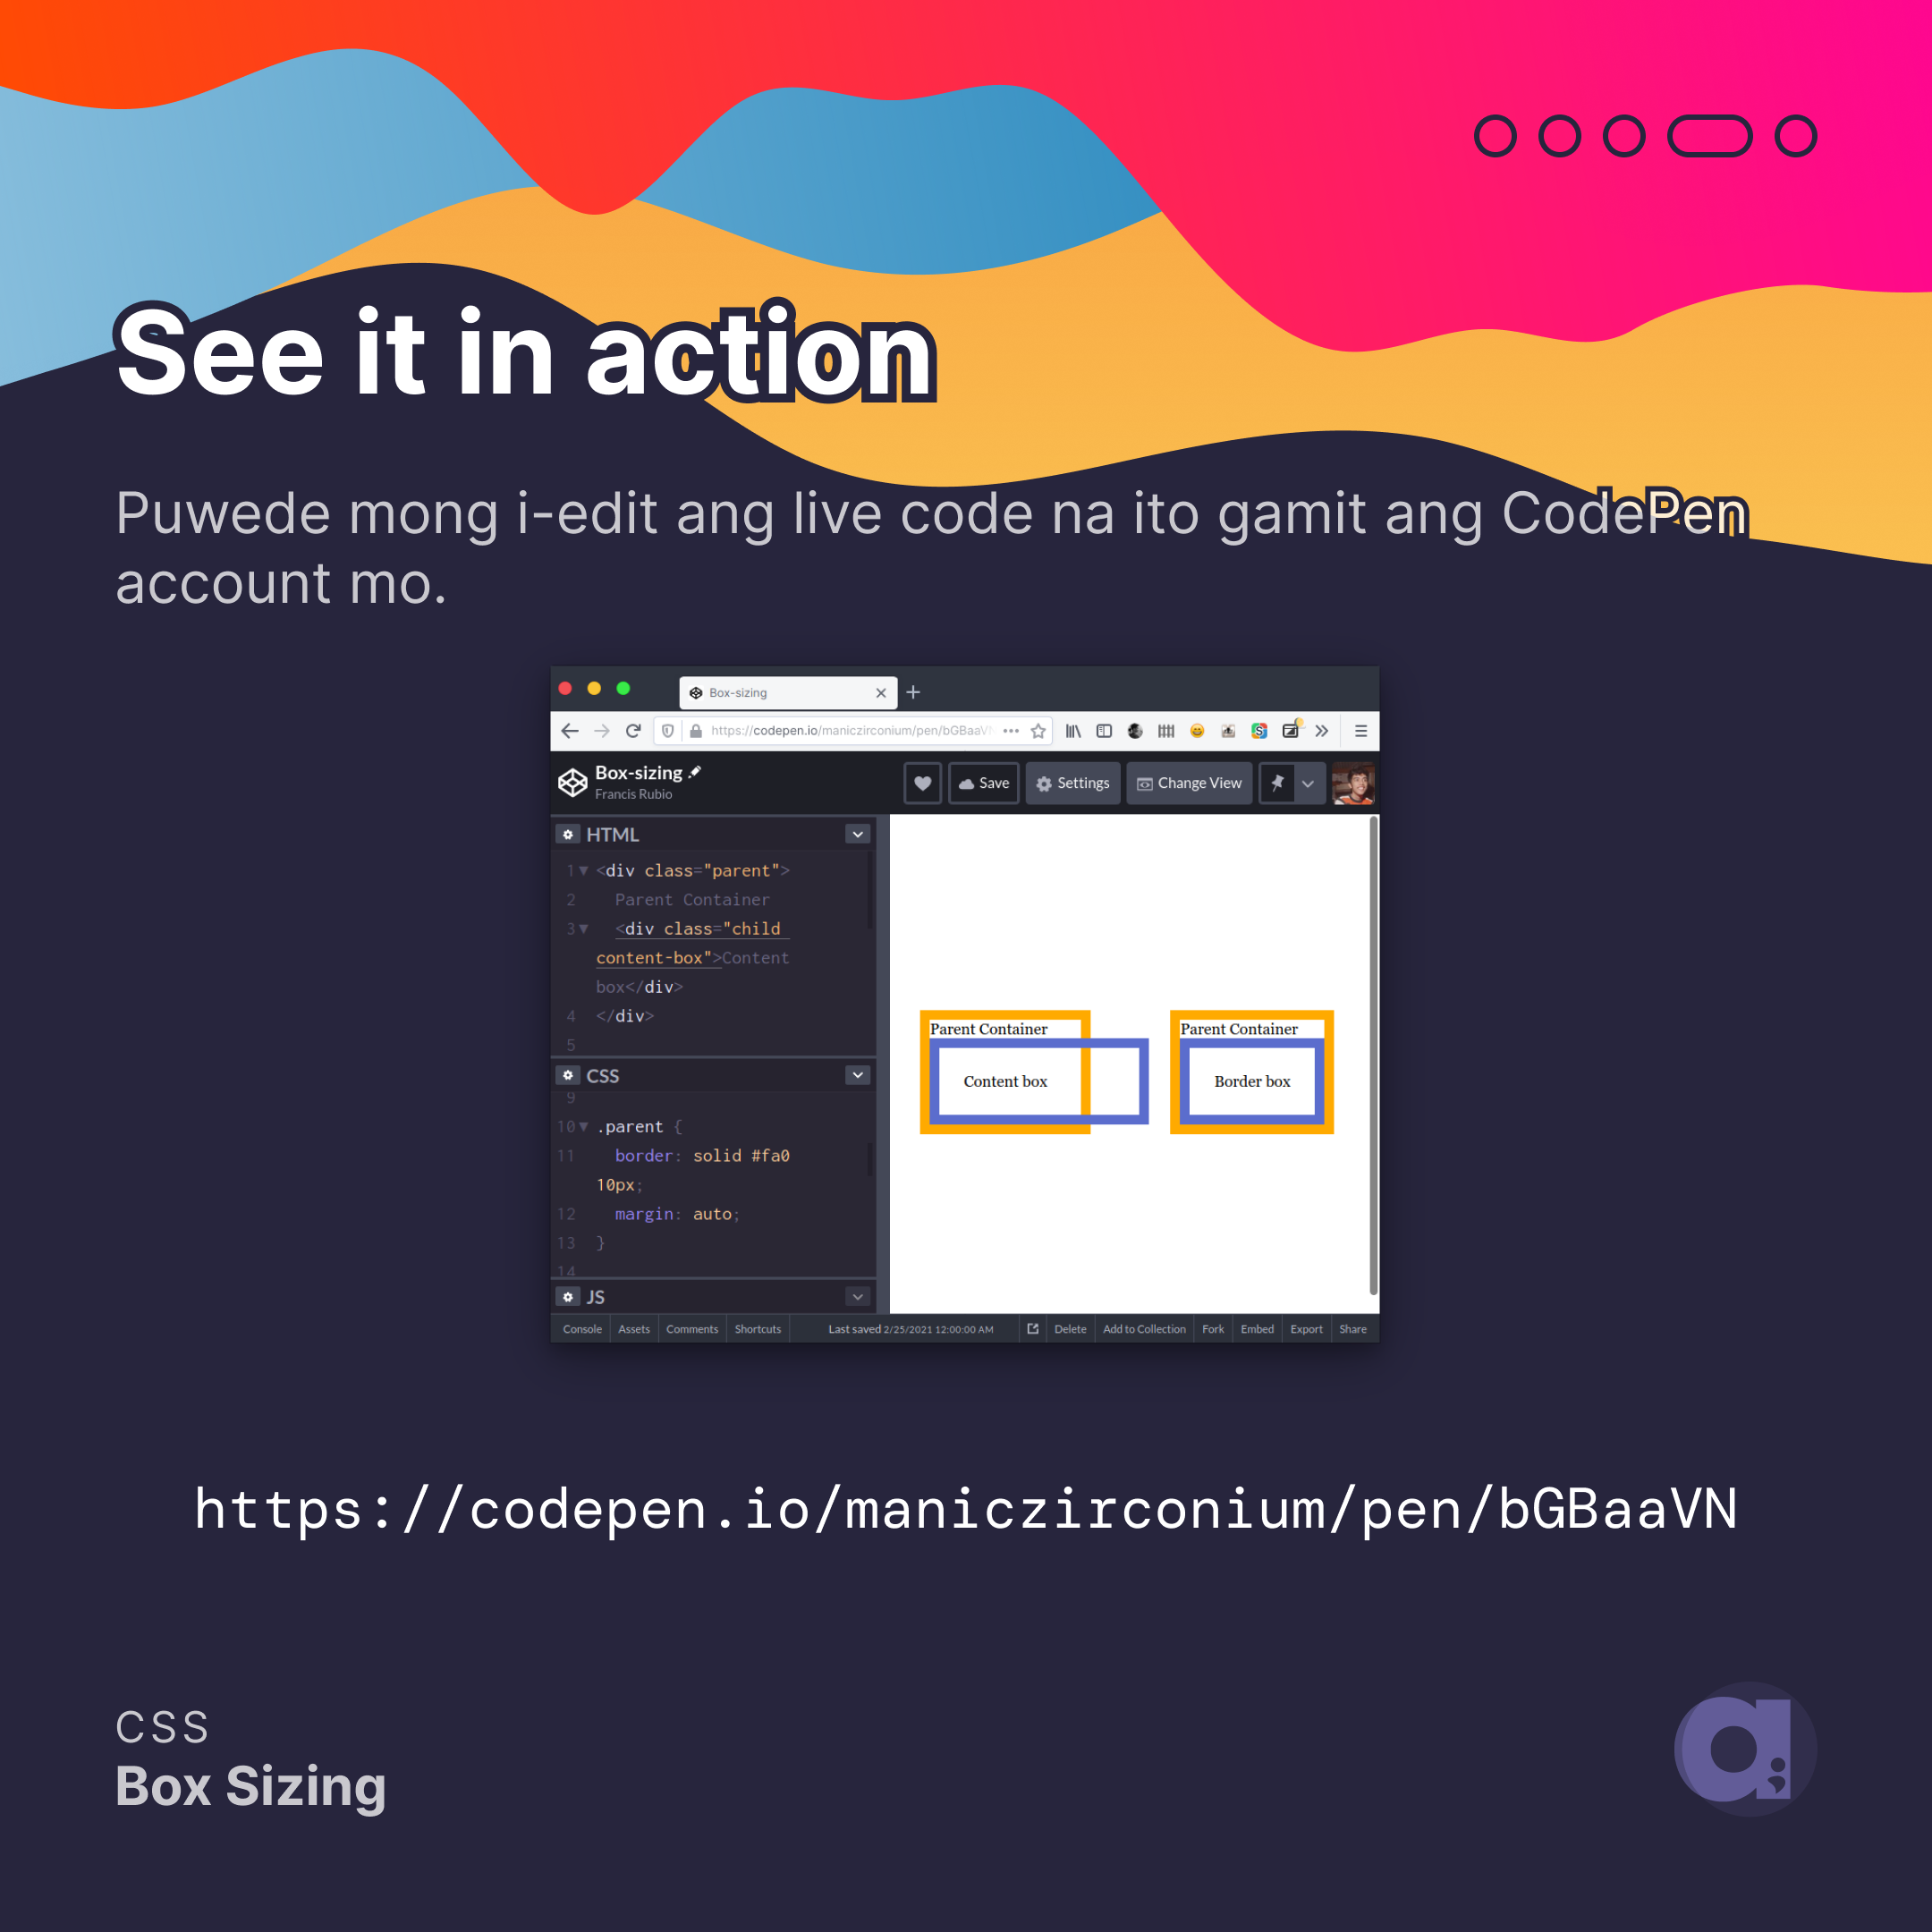 See it in action
Puwede mong i-edit ang live code na ito gamit ang CodePen
account mo.
Box-sizing
https://codepen.io/maniczirconium/pen/bGBaaV
Box-sizing
Francis Rubio
Save
Settings
Change View
HTML
1 <div class="parent">
2 Parent Container
3 <div class="child
content-box">Content
box</div>
4 </div>
5
CSS
9
10 .parent {
11 border: solid #fa0
10px;
12 margin: auto;
13 }
14
JS
Parent Container
Content box
Parent Container
Border box
Console Assets Comments Shortcuts Last saved 2/25/2021 12:00:00 AM Delete Add to Collection Fork Embed Export Share
https://codepen.io/maniczirconium/pen/bGBaaVN
CSS
Box Sizing